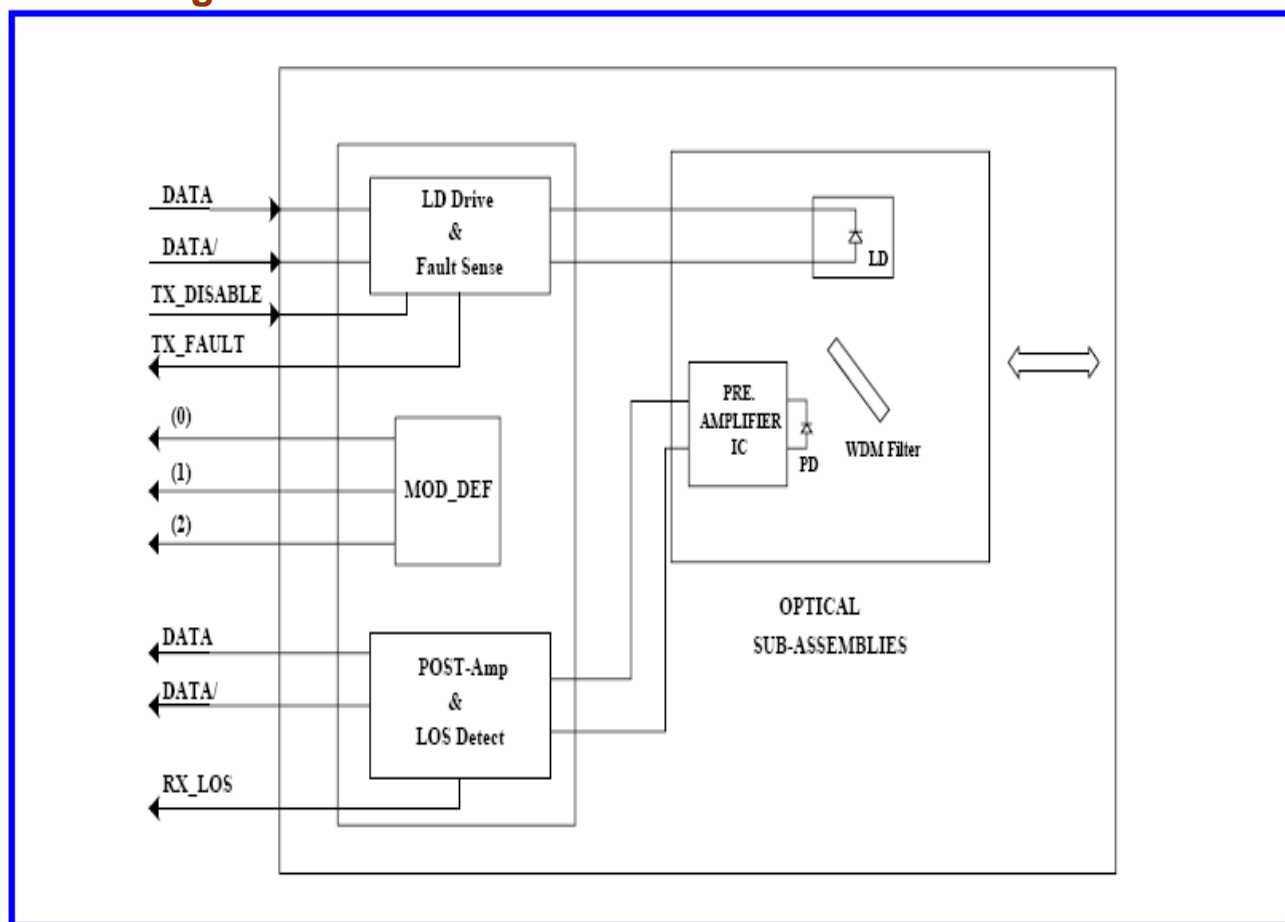 DATA
DATA/
TX_DISABLE
TX_FAULT
(0)
(1)
(2)
DATA
DATA/
RX_LOS
LD Drive
&
Fault Sense
MOD_DEF
POST-Amp
&
LOS Detect
LD
PRE.
AMPLIFIER
IC
PD
WDM Filter
OPTICAL
SUB-ASSEMBLIES